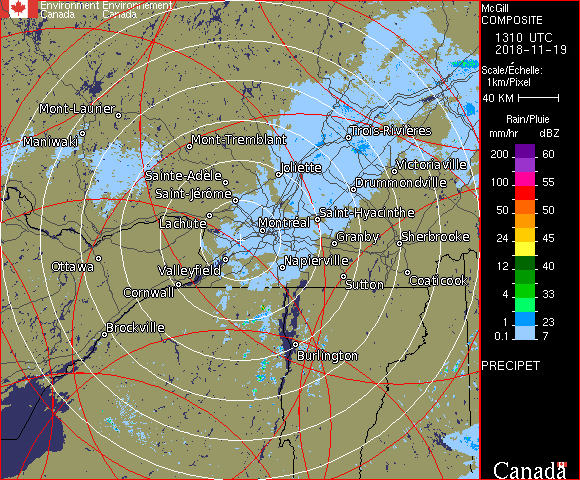 Environment Environnement
Canada Canada
Mont-Laurier
Maniwaki
Mont-Tremblant
Trois-Rivières
Sainte-Adèle
Joliette
Victoriaville
Saint-Jérôme
Drummondville
Lachute
Montréal
Saint-Hyacinthe
Granby
Sherbrooke
Ottawa
Valleyfield
Napierville
Cornwall
Sutton
Coaticook
Brockville
Burlington
McGill
COMPOSITE
1310 UTC
2018-11-19
Scale/Échelle:
1km/Pixel
40 KM
Rain/Pluie
mm/hr dBZ
200 60
100 55
50 50
24 45
12 40
4 33
1 23
0.1 7
PRECIPET
Canada